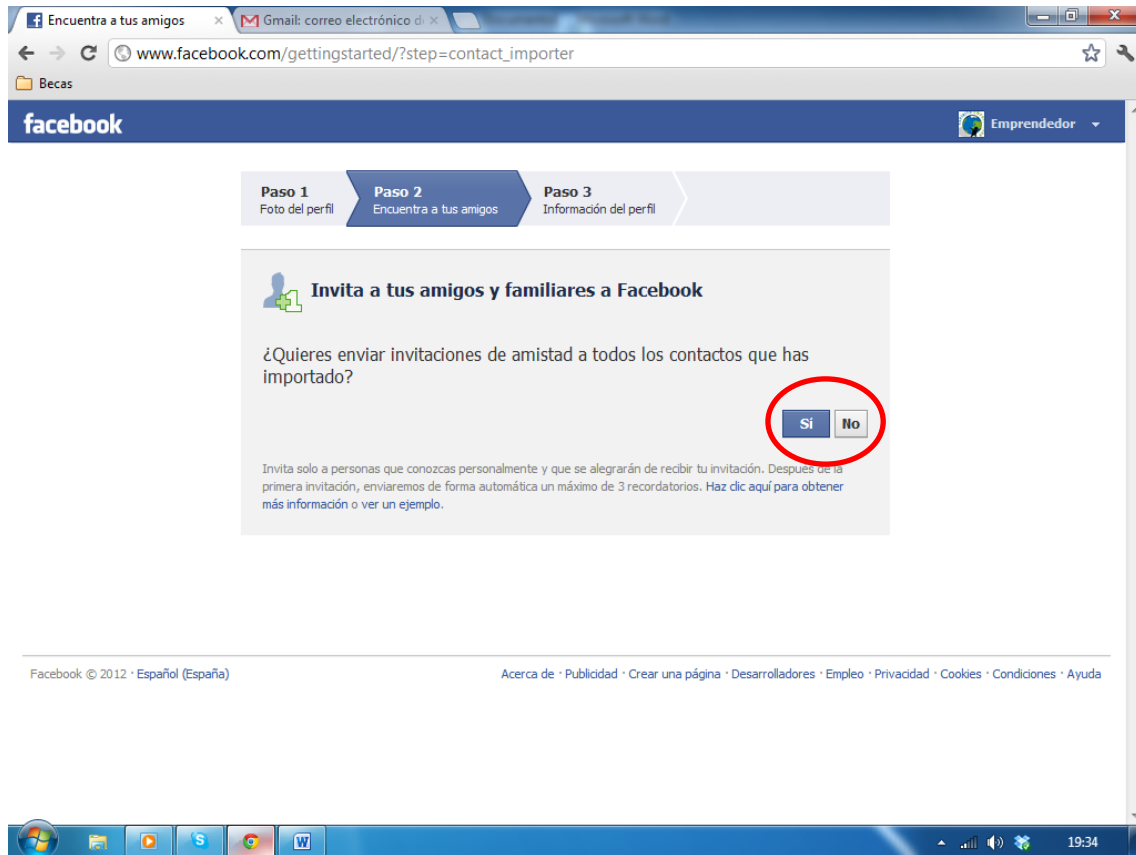 Encuentra a tus amigos
Gmail: correo electrónico de
www.facebook.com/gettingstarted/?step=contact_importer
Becas
facebook
Emprendedor
Paso 1
Foto del perfil
Paso 2
Encuentra a tus amigos
Paso 3
Información del perfil
Invita a tus amigos y familiares a Facebook
¿Quieres enviar invitaciones de amistad a todos los contactos que has
importado?
Sí No
Invita solo a personas que conozcas personalmente y que se alegrarán de recibir tu invitación. Después de la
primera invitación, enviaremos de forma automática un máximo de 3 recordatorios. Haz clic aquí para obtener
más información o ver un ejemplo.
Facebook © 2012 · Español (España)
Acerca de · Publicidad · Crear una página · Desarrolladores · Empleo · Privacidad · Cookies · Condiciones · Ayuda
19:34